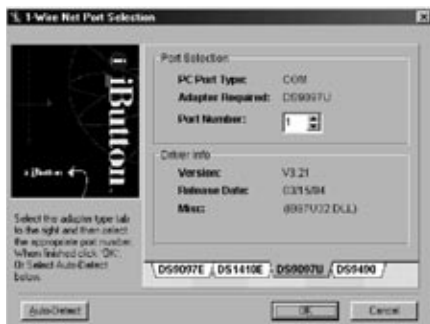 1-Wire Net Port Selection
iButton
iButton
Select the adapter type tab
to the right and then select
the appropriate port number.
When finished click 'OK'.
Or Select Auto-Detect
below.
Port Selection
PC Port Type: COM
Adapter Required: DS9097U
Port Number: 1
Driver Info
Version: V3.21
Release Date: 03/15/04
Misc:
DS9097E DS1410E DS9097U DS9490
Auto-Detect OK Cancel